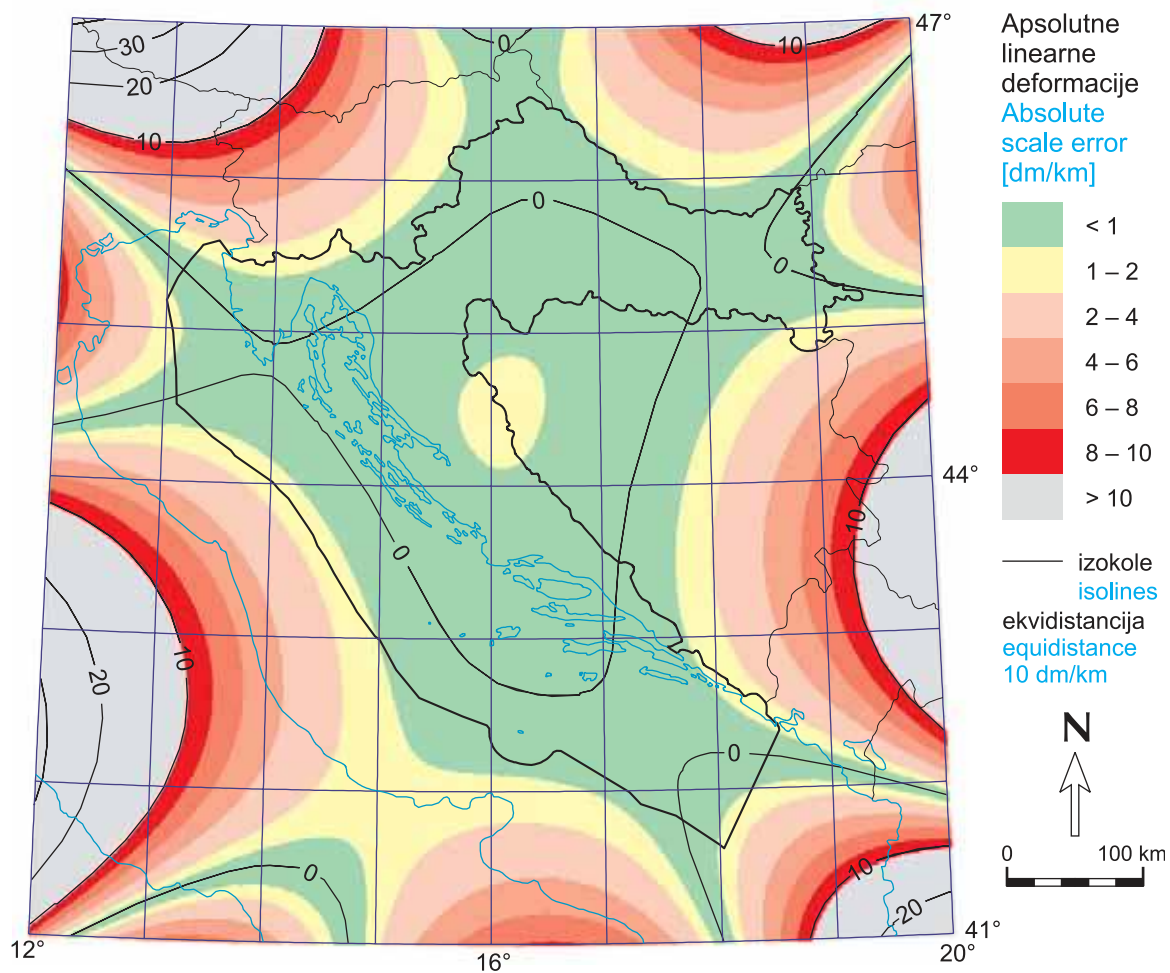 30
20
10
0
10
47°
0
0
44°
10
0
10
20
0
0
10
20
12°
16°
20°
41°
Apsolutne
linearne
deformacije
Absolute
scale error
[dm/km]
< 1
1 – 2
2 – 4
4 – 6
6 – 8
8 – 10
> 10
izokole
isolines
ekvidistancija
equidistance
10 dm/km
N
0 100 km